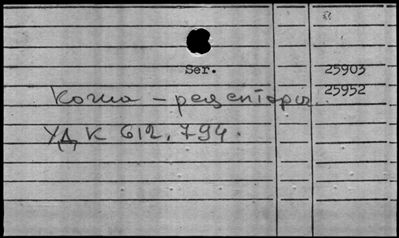 Ser. 25903
25952
Кожа - рецепторы.
УДК 612.794.